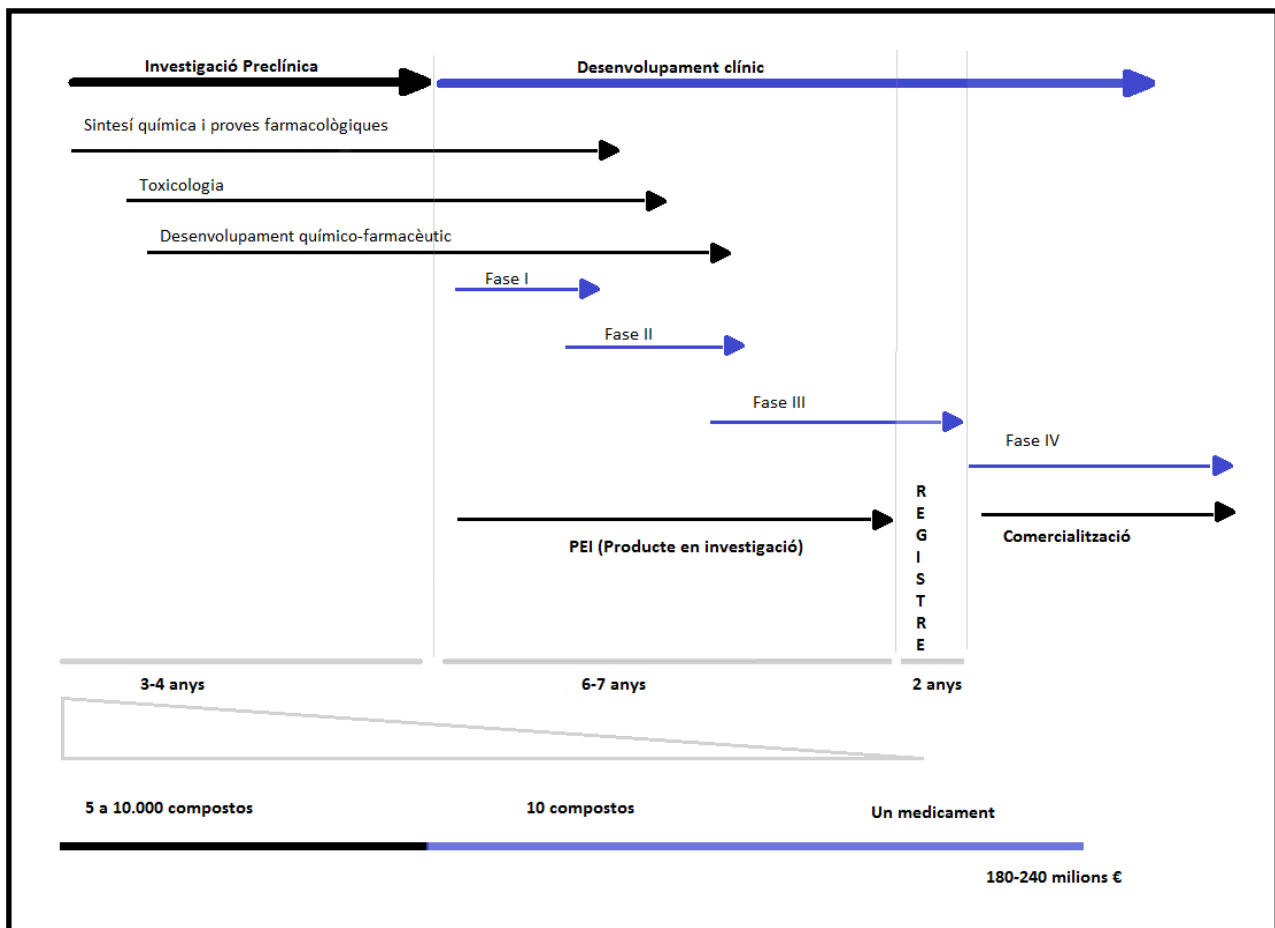 Investigació Preclínica
Desenvolupament clínic
Sintesí química i proves farmacològiques
Toxicologia
Desenvolupament químico-farmacèutic
Fase I
Fase II
Fase III
Fase IV
REGISTRE
PEI (Producte en investigació)
Comercialització
3-4 anys
6-7 anys
2 anys
5 a 10.000 compostos
10 compostos
Un medicament
180-240 milions €